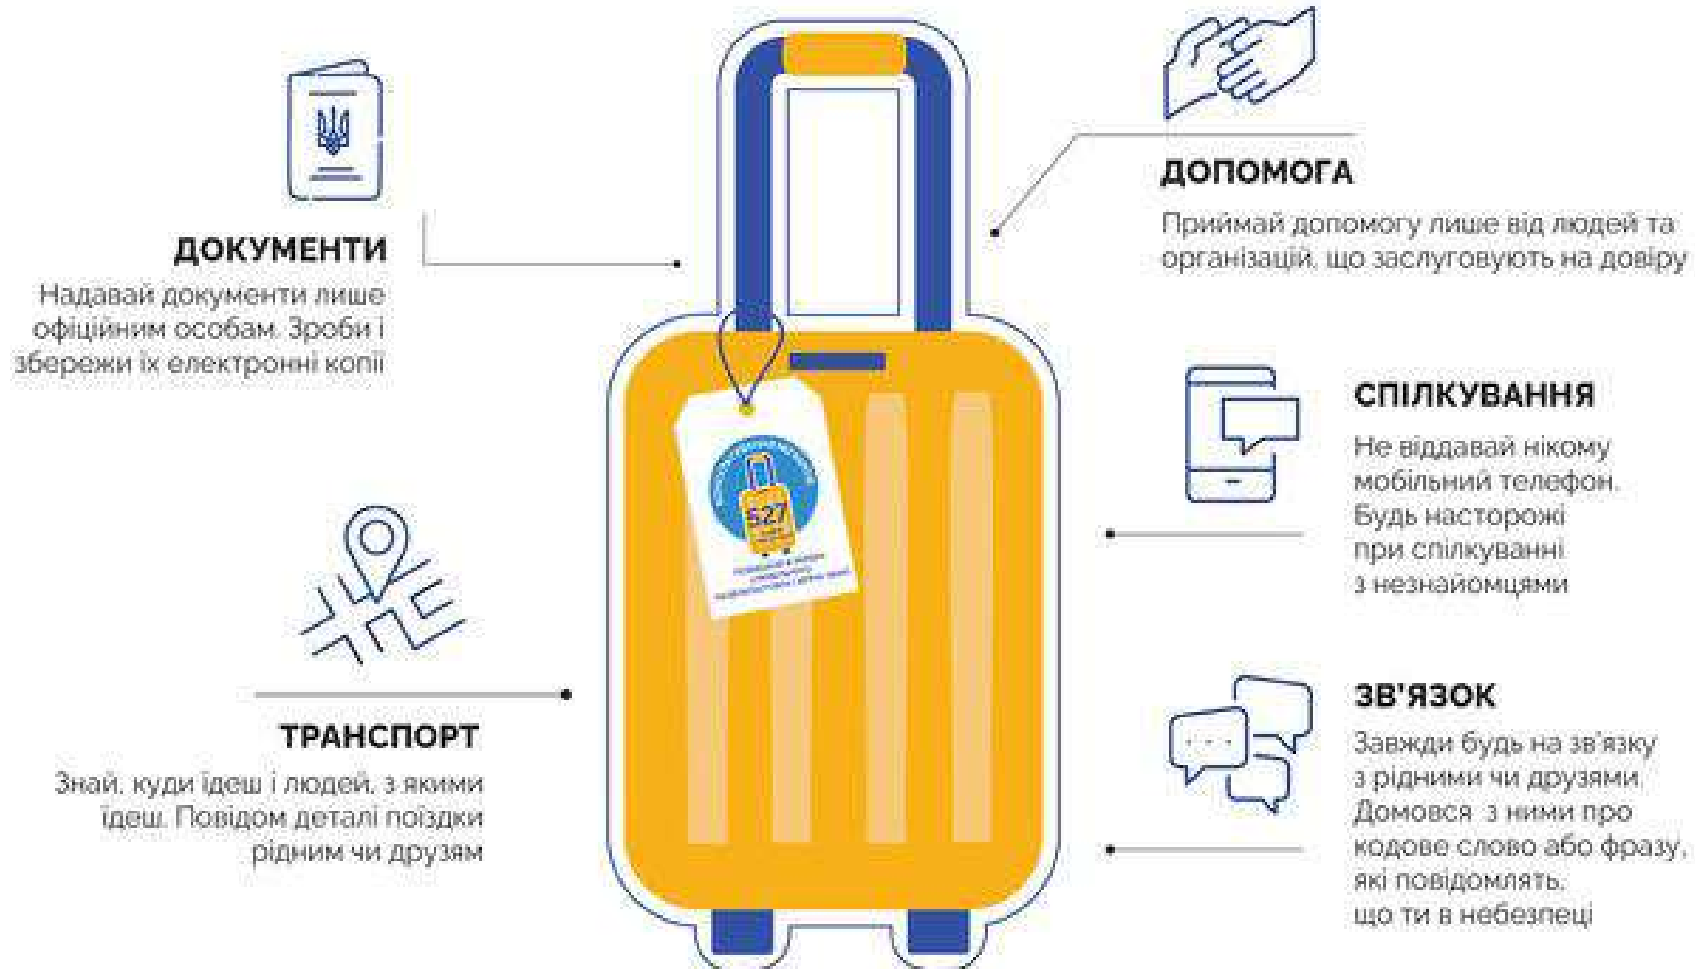 ДОКУМЕНТИ
Надавай документи лише
офіційним особам. Зроби і
збережи їх електронні копії
ТРАНСПОРТ
Знай, куди їдеш і людей, з якими
їдеш. Повідом деталі поїздки
рідним чи друзям
527
ДОПОМОГА
Приймай допомогу лише від людей та
організацій, що заслуговують на довіру
СПІЛКУВАННЯ
Не віддавай нікому
мобільний телефон.
Будь насторожі
при спілкуванні
з незнайомцями
ЗВ'ЯЗОК
Завжди будь на зв'язку
з рідними чи друзями.
Домовся з ними про
кодове слово або фразу,
які повідомлять,
що ти в небезпеці